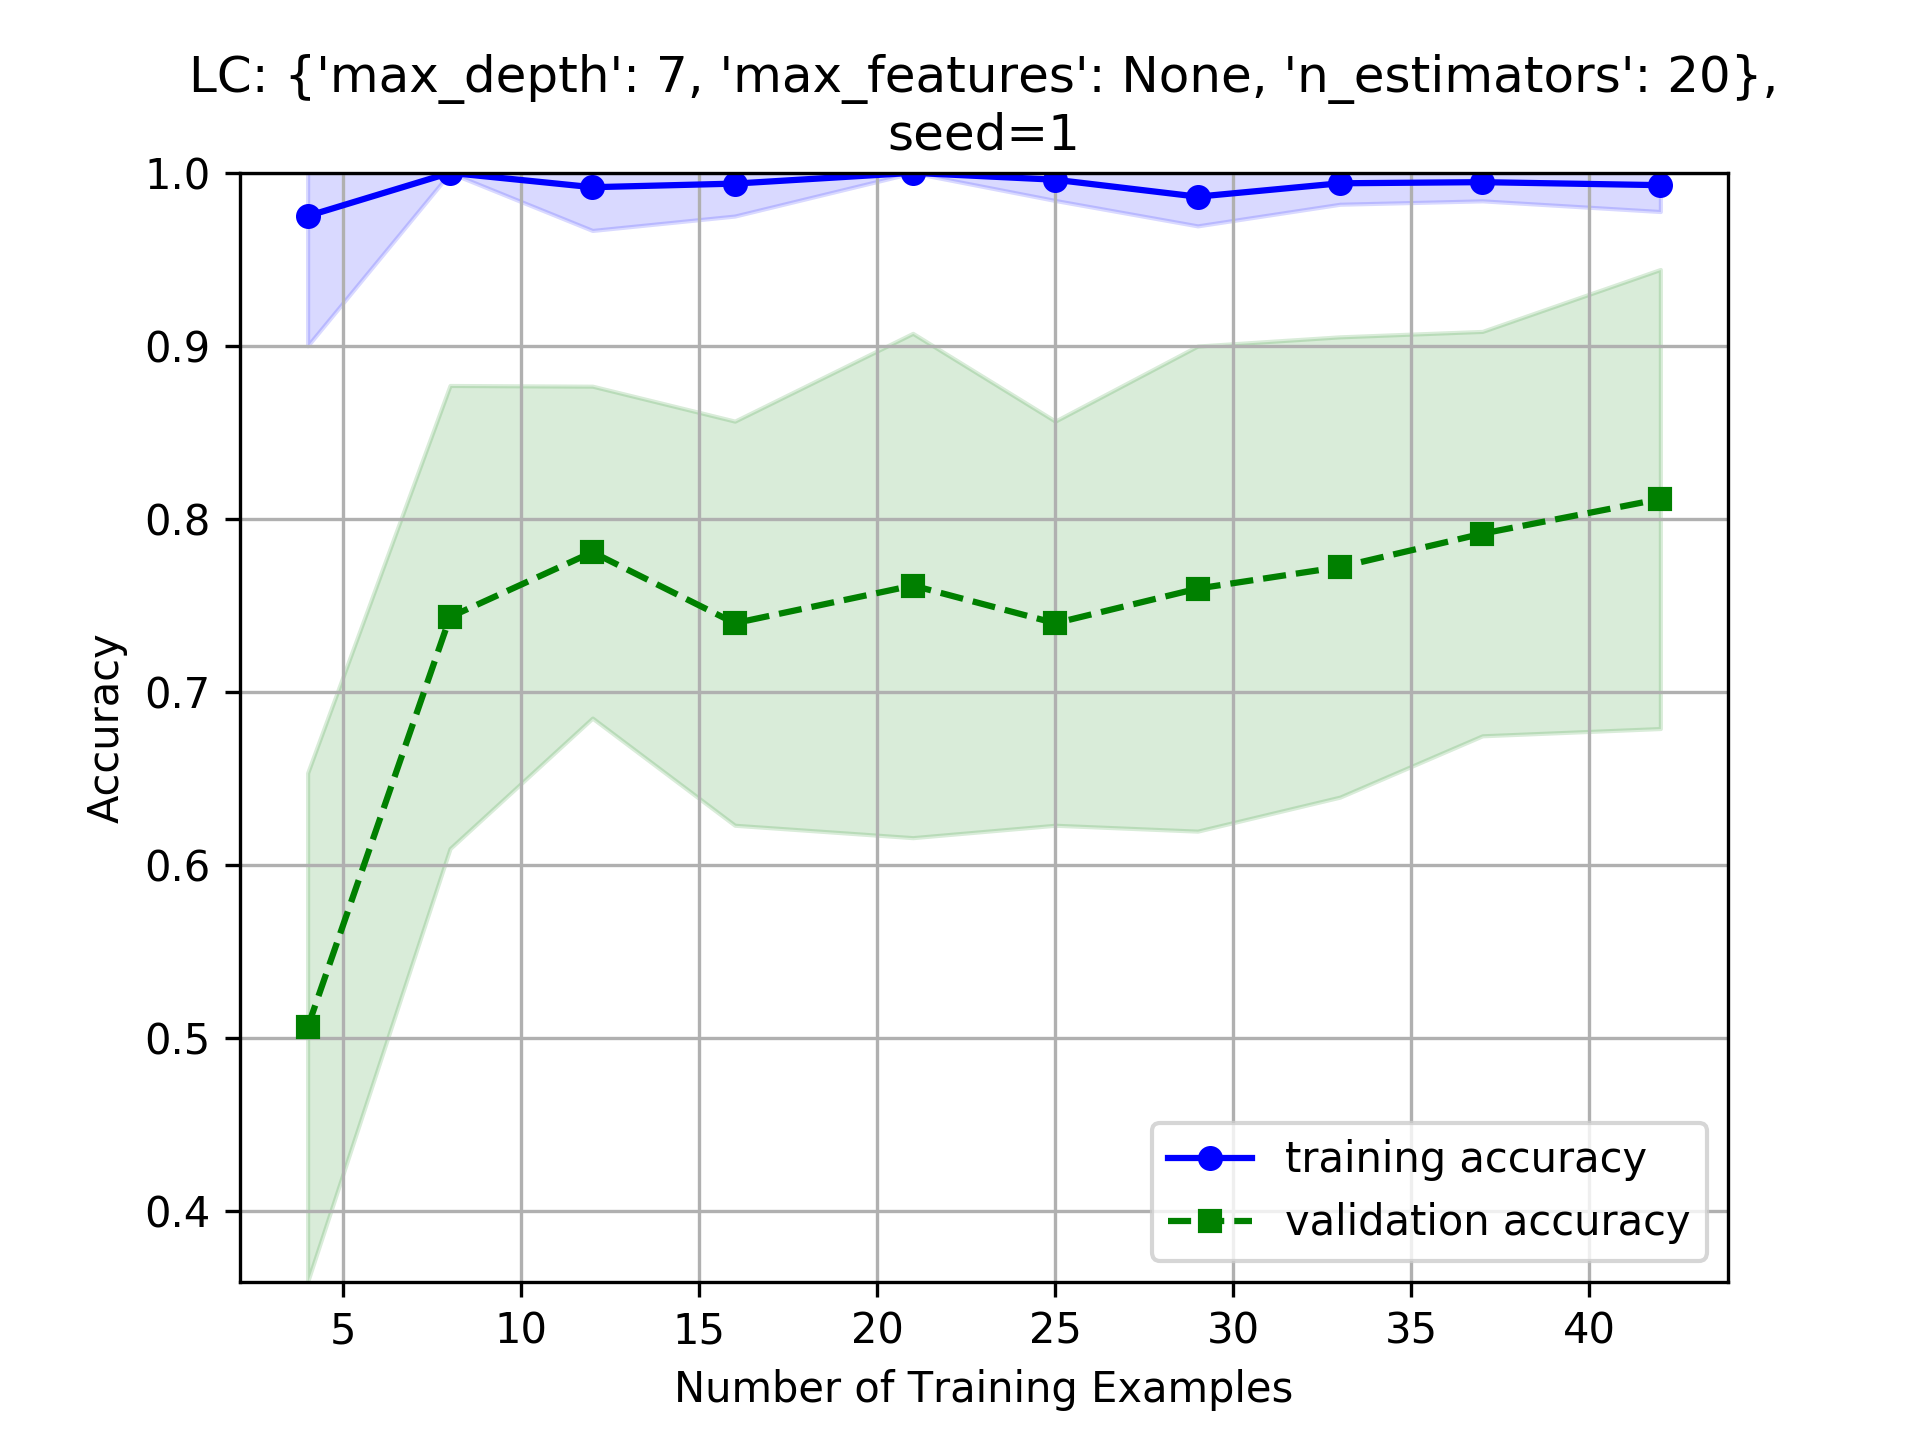 LC: {'max_depth': 7, 'max_features': None, 'n_estimators': 20},
seed=1
1.0
0.9
0.8
0.7
0.6
0.5
0.4
Accuracy
training accuracy
validation accuracy
5 10 15 20 25 30 35 40
Number of Training Examples